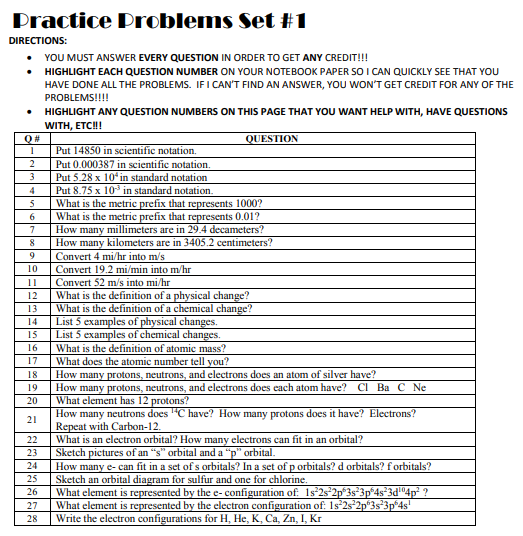 Practice Problems Set #1
DIRECTIONS:
• YOU MUST ANSWER EVERY QUESTION IN ORDER TO GET ANY CREDIT!!!
• HIGHLIGHT EACH QUESTION NUMBER ON YOUR NOTEBOOK PAPER SO I CAN QUICKLY SEE THAT YOU
HAVE DONE ALL THE PROBLEMS. IF I CAN'T FIND AN ANSWER, YOU WON'T GET CREDIT FOR ANY OF THE
PROBLEMS!!!!
• HIGHLIGHT ANY QUESTION NUMBERS ON THIS PAGE THAT YOU WANT HELP WITH, HAVE QUESTIONS
WITH, ETC!!!
Q # QUESTION
1 Put 14850 in scientific notation.
2 Put 0.000387 in scientific notation.
3 Put 5.28 x 10⁴ in standard notation
4 Put 8.75 x 10⁻³ in standard notation.
5 What is the metric prefix that represents 1000?
6 What is the metric prefix that represents 0.01?
7 How many millimeters are in 29.4 decameters?
8 How many kilometers are in 3405.2 centimeters?
9 Convert 4 mi/hr into m/s
10 Convert 19.2 mi/min into m/hr
11 Convert 52 m/s into mi/hr
12 What is the definition of a physical change?
13 What is the definition of a chemical change?
14 List 5 examples of physical changes.
15 List 5 examples of chemical changes.
16 What is the definition of atomic mass?
17 What does the atomic number tell you?
18 How many protons, neutrons, and electrons does an atom of silver have?
19 How many protons, neutrons, and electrons does each atom have? Cl Ba C Ne
20 What element has 12 protons?
21 How many neutrons does ¹⁴C have? How many protons does it have? Electrons?
Repeat with Carbon-12.
22 What is an electron orbital? How many electrons can fit in an orbital?
23 Sketch pictures of an "s" orbital and a "p" orbital.
24 How many e- can fit in a set of s orbitals? In a set of p orbitals? d orbitals? f orbitals?
25 Sketch an orbital diagram for sulfur and one for chlorine.
26 What element is represented by the e- configuration of: 1s²2s²2p⁶3s²3p⁶4s²3d¹⁰4p² ?
27 What element is represented by the electron configuration of: 1s²2s²2p⁶3s²3p⁶4s¹
28 Write the electron configurations for H, He, K, Ca, Zn, I, Kr